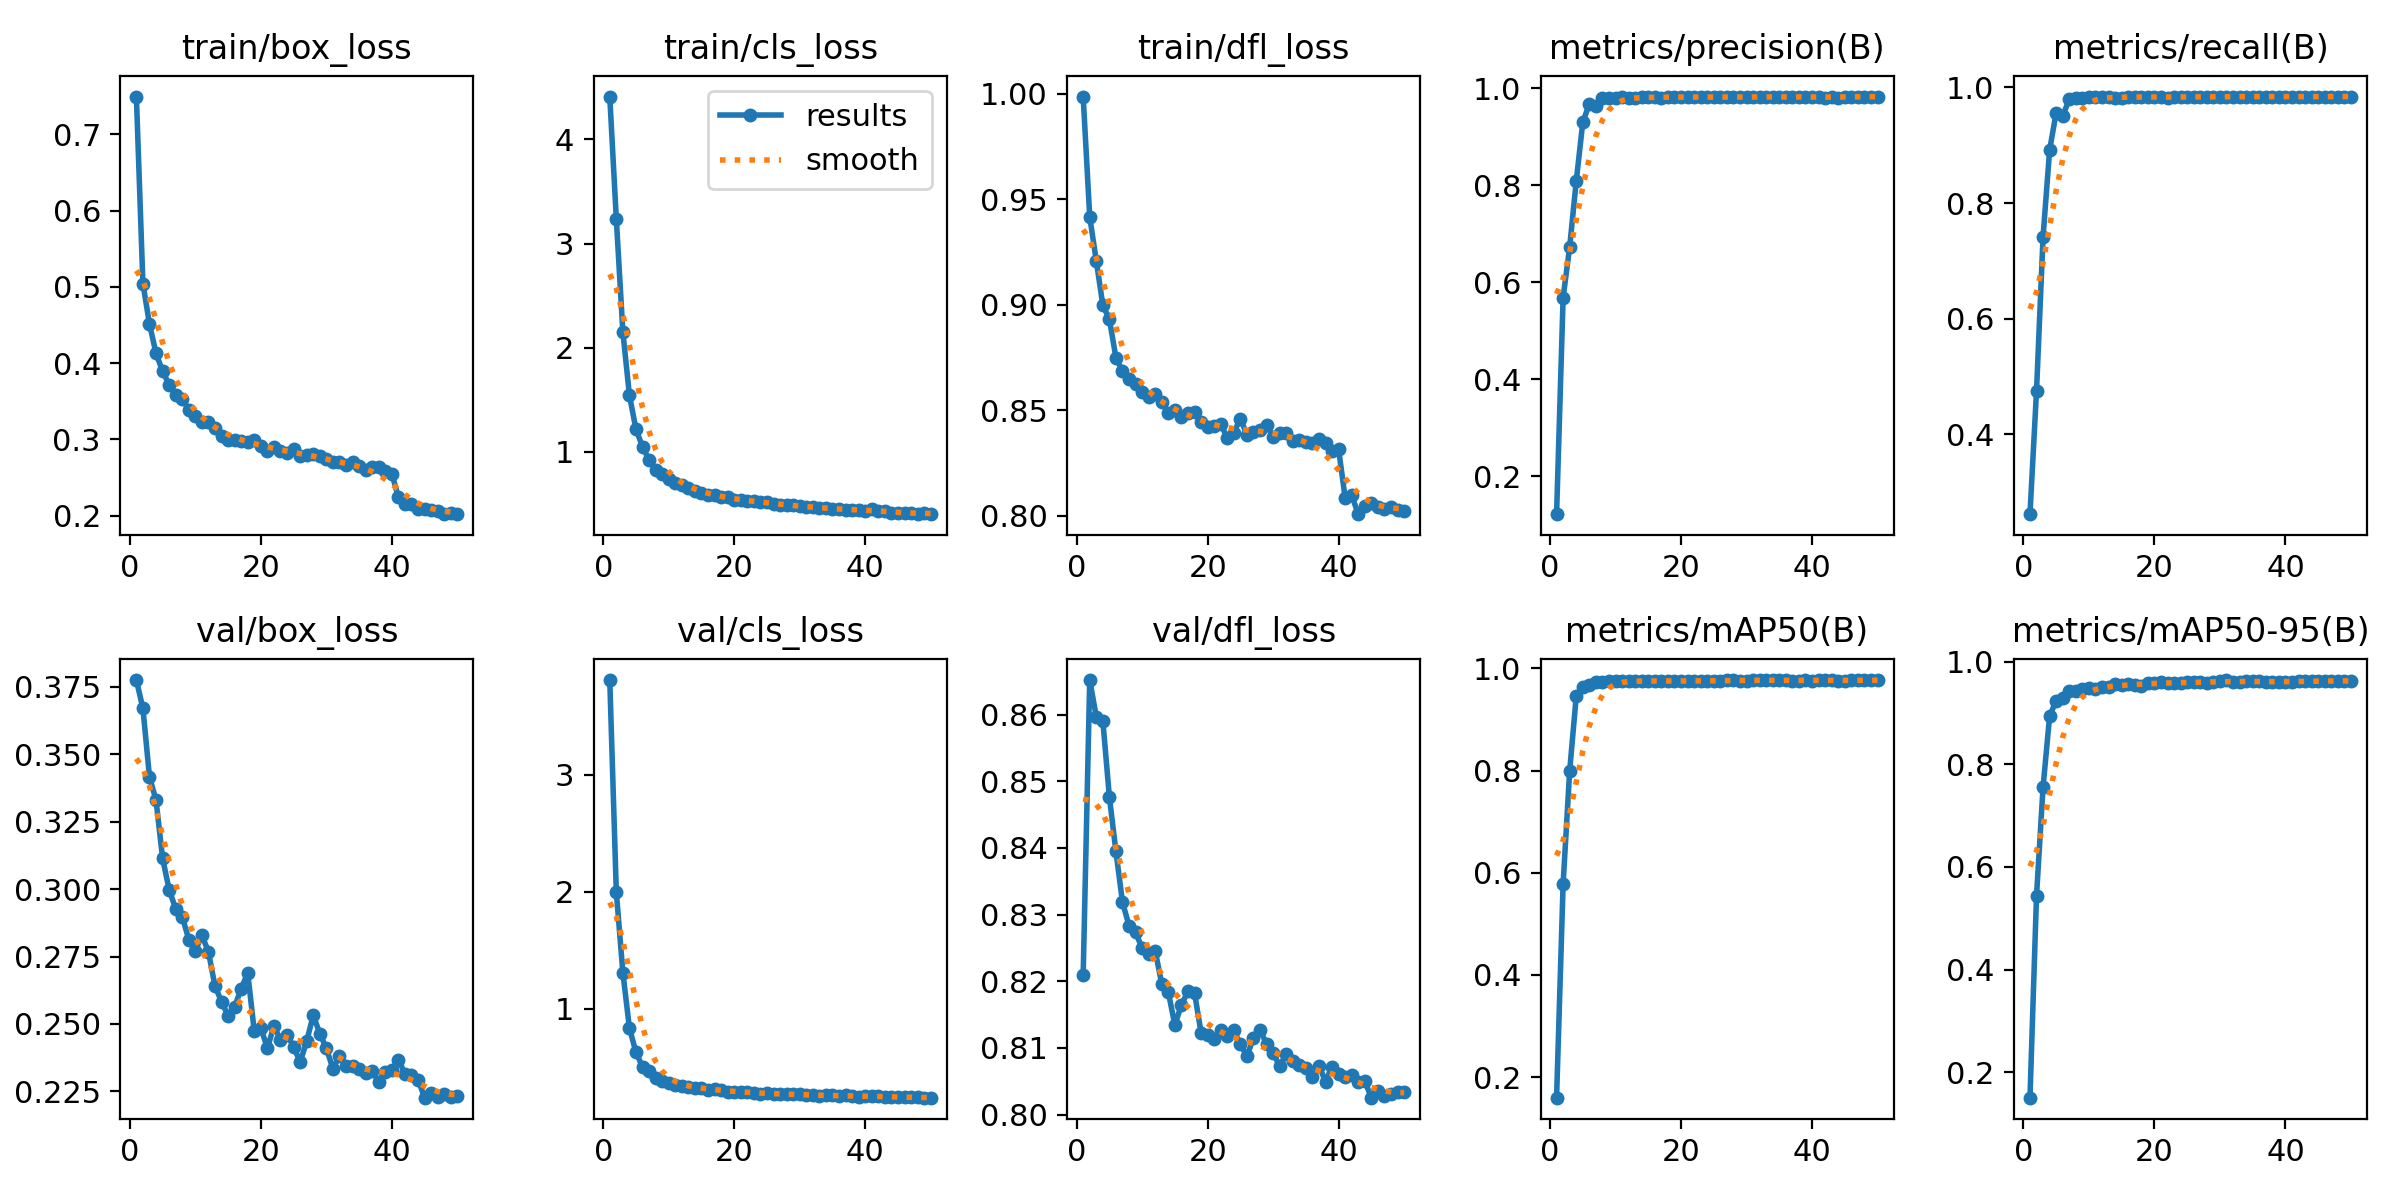 train/box_loss
0.7
0.6
0.5
0.4
0.3
0.2
0 20 40
train/cls_loss
results
smooth
4
3
2
1
0 20 40
train/dfl_loss
1.00
0.95
0.90
0.85
0.80
0 20 40
metrics/precision(B)
1.0
0.8
0.6
0.4
0.2
0 20 40
metrics/recall(B)
1.0
0.8
0.6
0.4
0 20 40
val/box_loss
0.375
0.350
0.325
0.300
0.275
0.250
0.225
0 20 40
val/cls_loss
3
2
1
0 20 40
val/dfl_loss
0.86
0.85
0.84
0.83
0.82
0.81
0.80
0 20 40
metrics/mAP50(B)
1.0
0.8
0.6
0.4
0.2
0 20 40
metrics/mAP50-95(B)
1.0
0.8
0.6
0.4
0.2
0 20 40